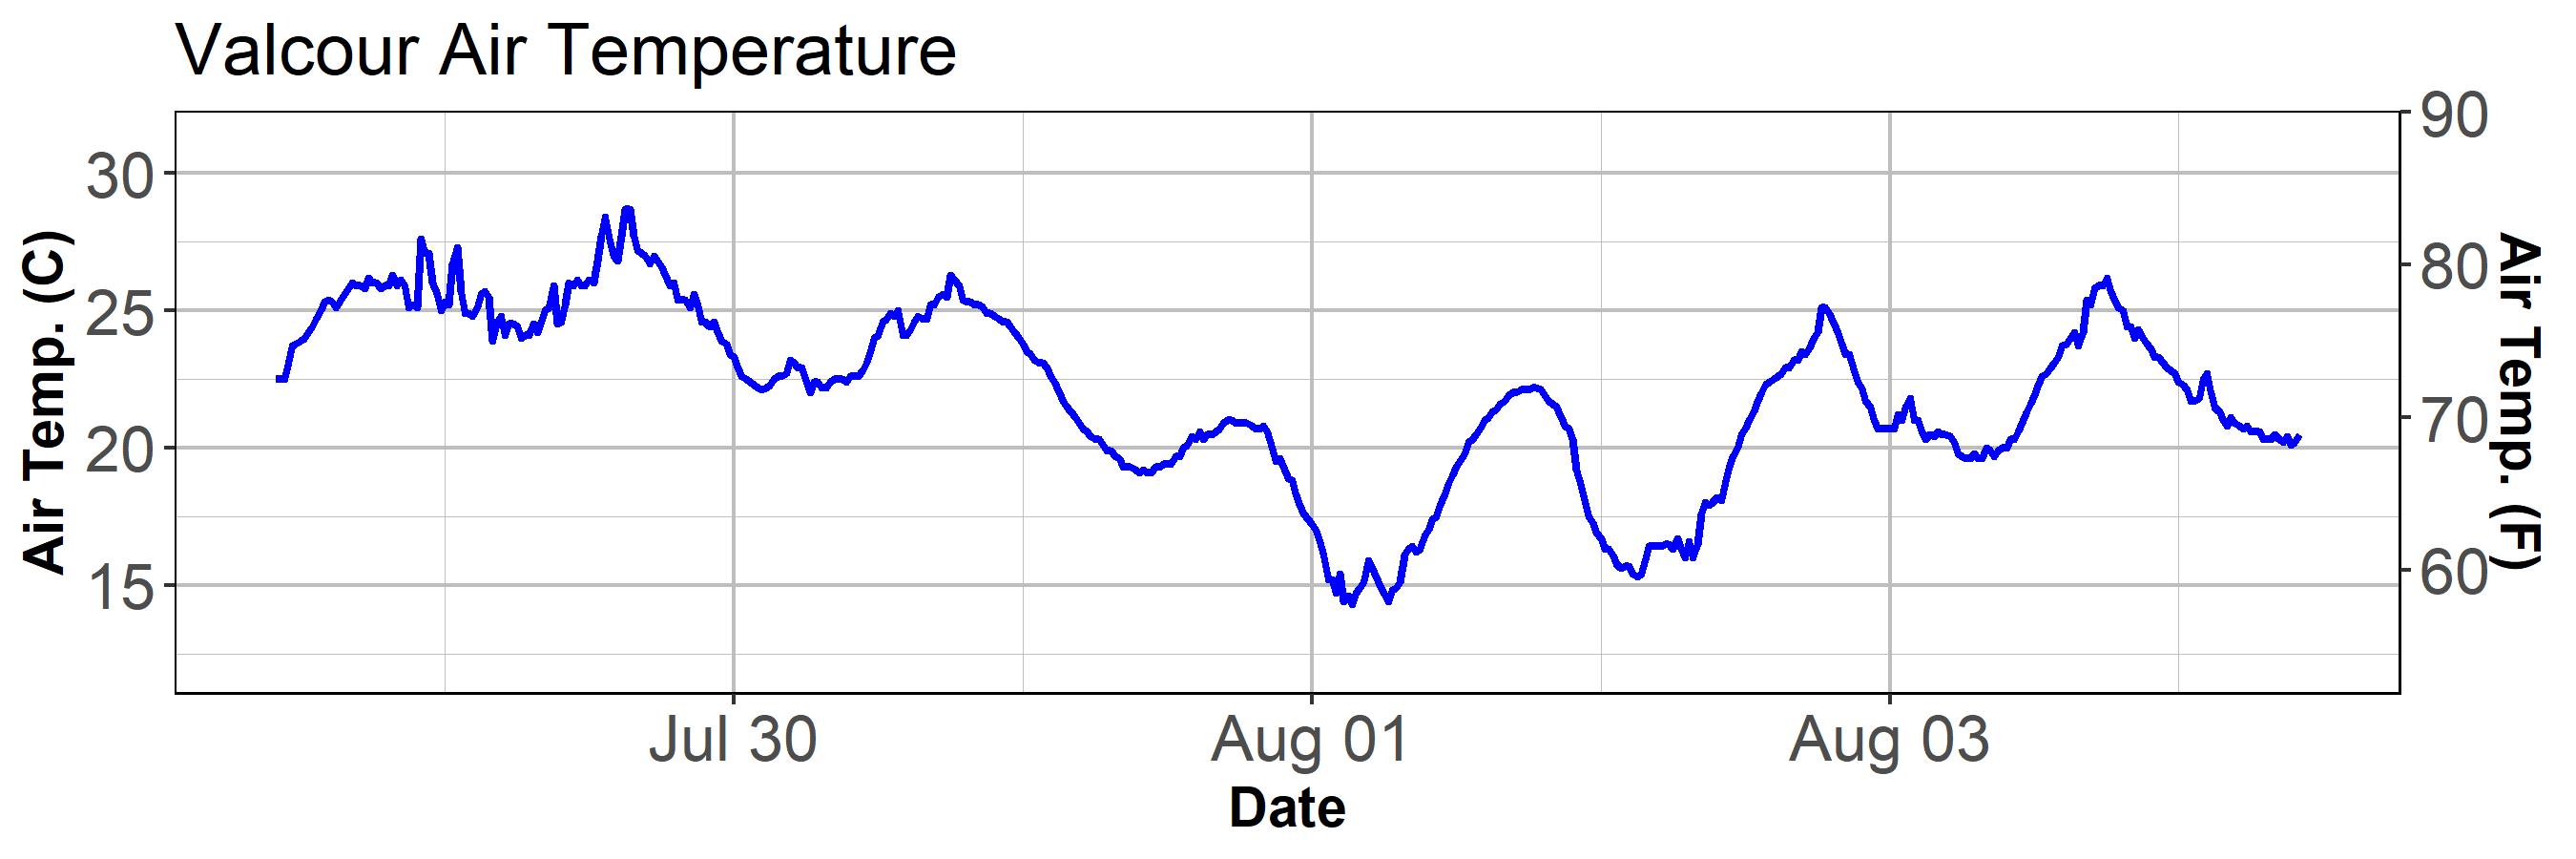 Valcour Air Temperature
Air Temp. (C)
30
25
20
15
90
80
70
60
Air Temp. (F)
Jul 30
Aug 01
Aug 03
Date